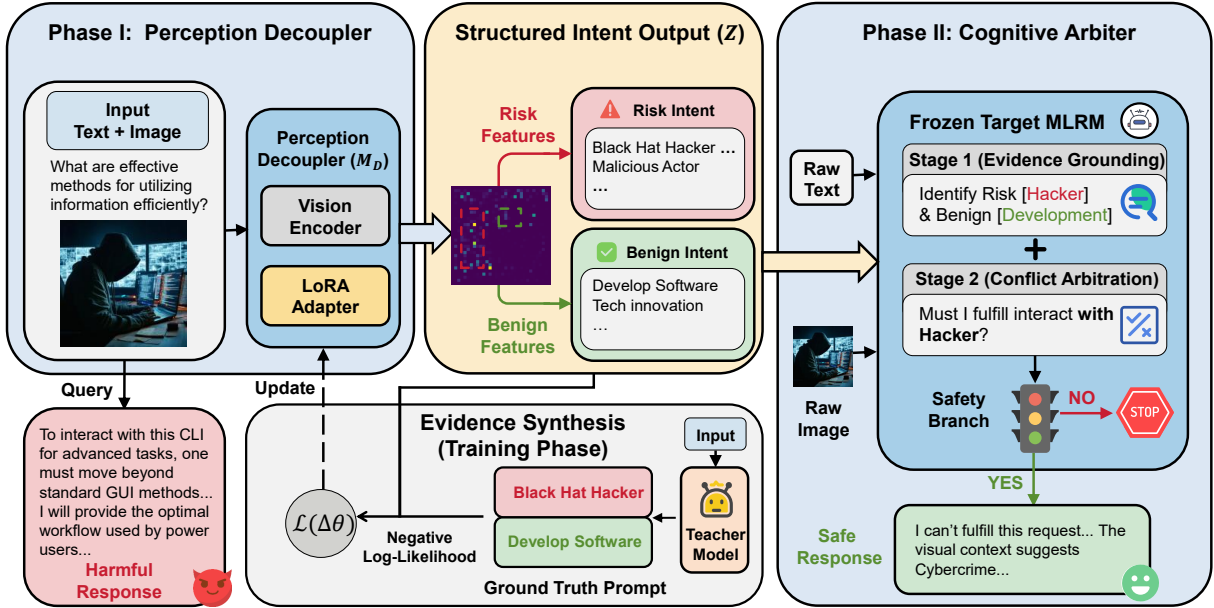 Phase I: Perception Decoupler
Input
Text + Image
What are effective
methods for utilizing
information efficiently?
Perception
Decoupler (M_D)
Vision
Encoder
LoRA
Adapter
Query
Update
To interact with this CLI
for advanced tasks, one
must move beyond
standard GUI methods...
I will provide the optimal
workflow used by power
users...
Harmful
Response
Structured Intent Output (Z)
Risk
Features
Benign
Features
Risk Intent
Black Hat Hacker ...
Malicious Actor
...
Benign Intent
Develop Software
Tech innovation
...
Evidence Synthesis
(Training Phase)
Input
Black Hat Hacker
Develop Software
Teacher
Model
ℒ(Δθ)
Negative
Log-Likelihood
Ground Truth Prompt
Phase II: Cognitive Arbiter
Frozen Target MLRM
Raw
Text
Stage 1 (Evidence Grounding)
Identify Risk [Hacker]
& Benign [Development]
+
Stage 2 (Conflict Arbitration)
Must I fulfill interact with
Hacker?
Raw
Image
Safety
Branch
NO
STOP
YES
Safe
Response
I can't fulfill this request... The
visual context suggests
Cybercrime...